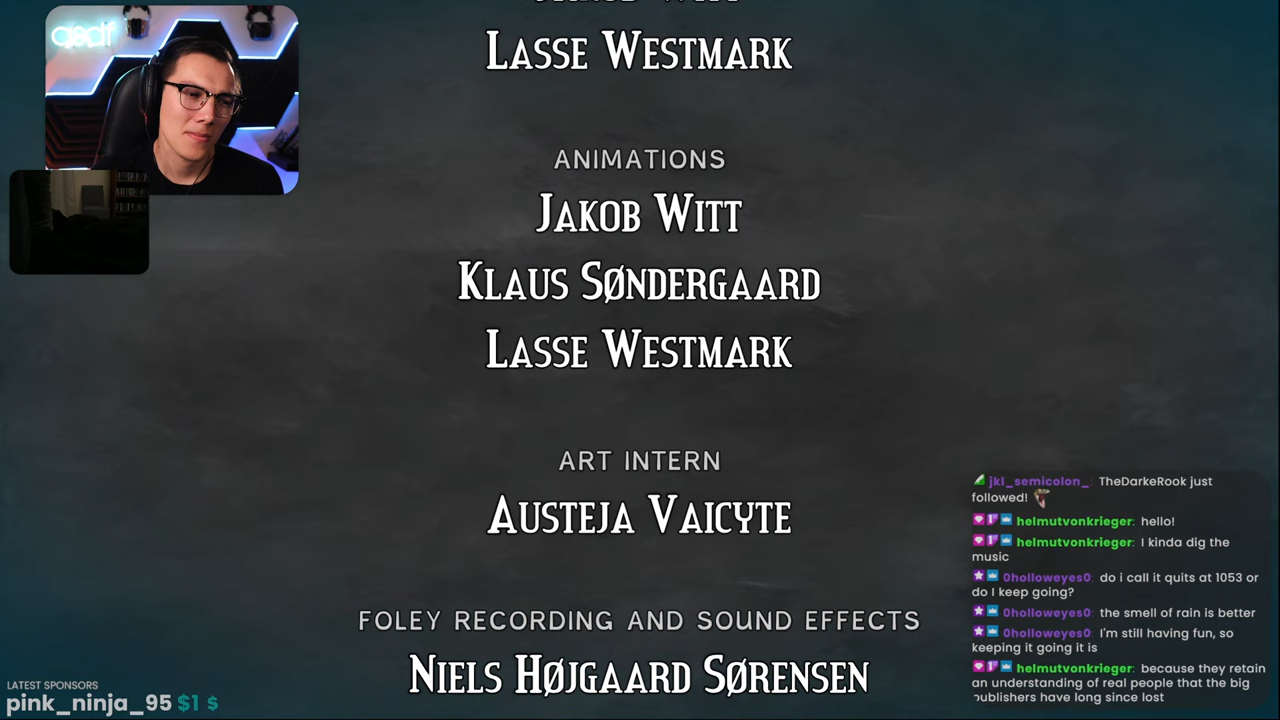 asdf
LASSE WESTMARK
ANIMATIONS
JAKOB WITT
KLAUS SØNDERGAARD
LASSE WESTMARK
ART INTERN
AUSTEJA VAICYTE
FOLEY RECORDING AND SOUND EFFECTS
NIELS HØJGAARD SØRENSEN
jkl_semicolon_: TheDarkeRook just
followed!
helmutvonkrieger: hello!
helmutvonkrieger: I kinda dig the
music
0holloweyes0: do i call it quits at 1053 or
do I keep going?
0holloweyes0: the smell of rain is better
0holloweyes0: I'm still having fun, so
keeping it going it is
helmutvonkrieger: because they retain
an understanding of real people that the big
publishers have long since lost
LATEST SPONSORS
pink_ninja_95 $1 $